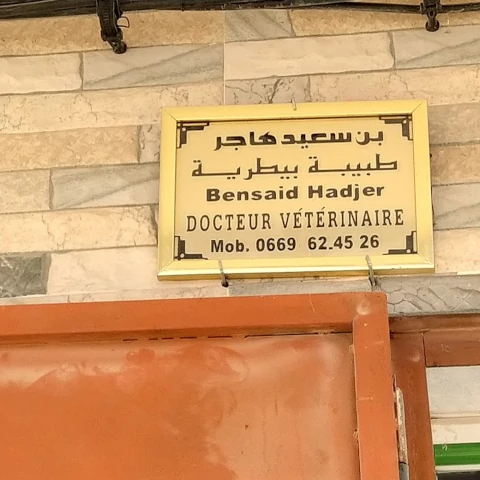 بن سعيد هاجر
طبيبة بيطرية
Bensaid Hadjer
DOCTEUR VÉTÉRINAIRE
Mob. 0669 62.45 26